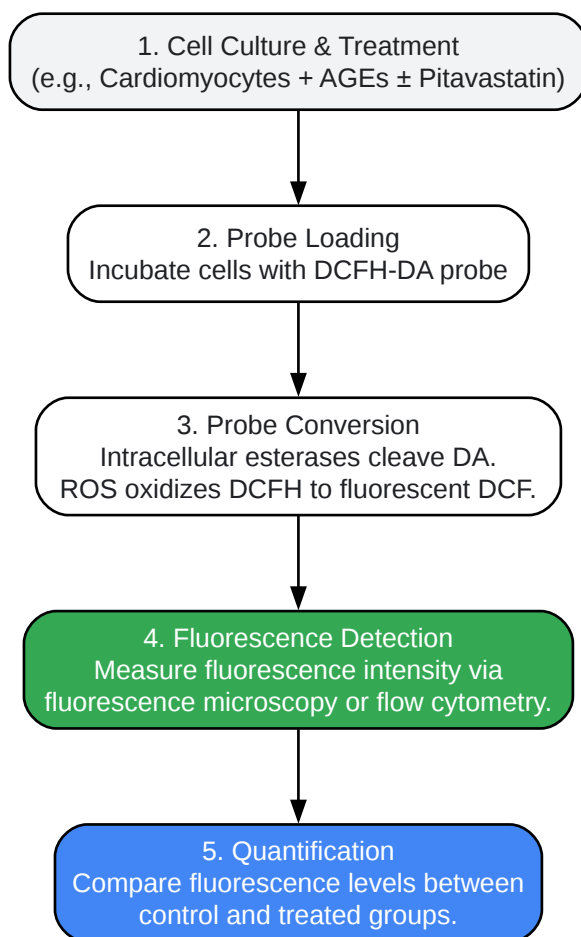 1. Cell Culture & Treatment
(e.g., Cardiomyocytes + AGEs ± Pitavastatin)
2. Probe Loading
Incubate cells with DCFH-DA probe
3. Probe Conversion
Intracellular esterases cleave DA.
ROS oxidizes DCFH to fluorescent DCF.
4. Fluorescence Detection
Measure fluorescence intensity via
fluorescence microscopy or flow cytometry.
5. Quantification
Compare fluorescence levels between
control and treated groups.